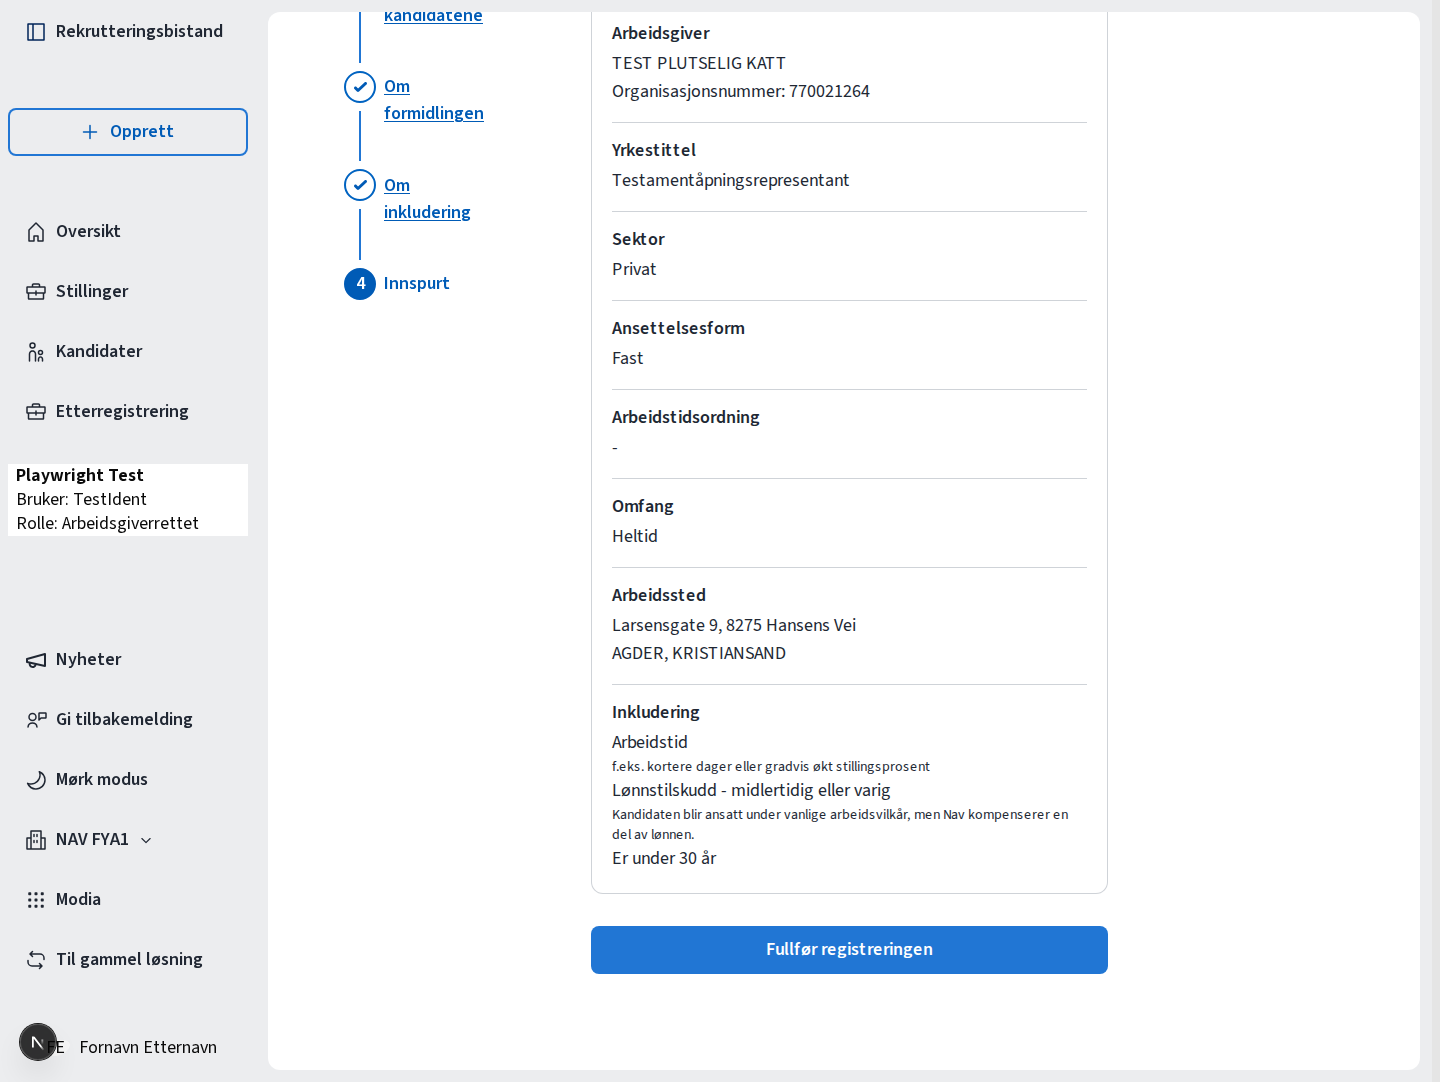 Rekrutteringsbistand
Opprett
Oversikt
Stillinger
Kandidater
Etterregistrering
Playwright Test
Bruker: TestIdent
Rolle: Arbeidsgiverrettet
Nyheter
Gi tilbakemelding
Mørk modus
NAV FYA1
Modia
Til gammel løsning
N
FE Fornavn Etternavn
kandidatene
Om
formidlingen
Om
inkludering
4 Innspurt
Arbeidsgiver
TEST PLUTSELIG KATT
Organisasjonsnummer: 770021264
Yrkestittel
Testamentåpningsrepresentant
Sektor
Privat
Ansettelsesform
Fast
Arbeidstidsordning
-
Omfang
Heltid
Arbeidssted
Larsensgate 9, 8275 Hansens Vei
AGDER, KRISTIANSAND
Inkludering
Arbeidstid
f.eks. kortere dager eller gradvis økt stillingsprosent
Lønnstilskudd - midlertidig eller varig
Kandidaten blir ansatt under vanlige arbeidsvilkår, men Nav kompenserer en
del av lønnen.
Er under 30 år
Fullfør registreringen